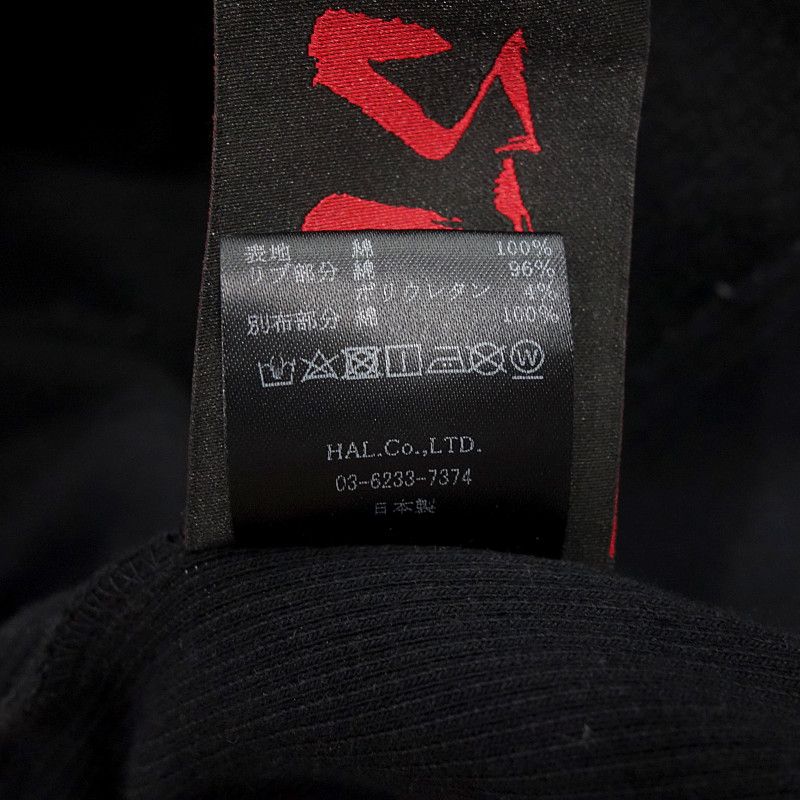 表地 綿 100%
リブ部分 綿 96%
ポリウレタン 4%
別布部分 綿 100%
W
HAL.Co.,LTD.
03-6233-7374
日本製